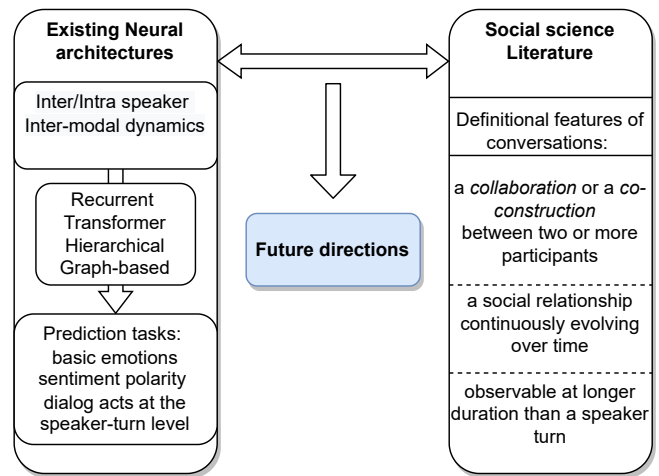 Existing Neural
architectures
Inter/Intra speaker
Inter-modal dynamics
Recurrent
Transformer
Hierarchical
Graph-based
Prediction tasks:
basic emotions
sentiment polarity
dialog acts at the
speaker-turn level
Future directions
Social science
Literature
Definitional features of
conversations:
a collaboration or a co-
construction
between two or more
participants
a social relationship
continuously evolving
over time
observable at longer
duration than a speaker
turn